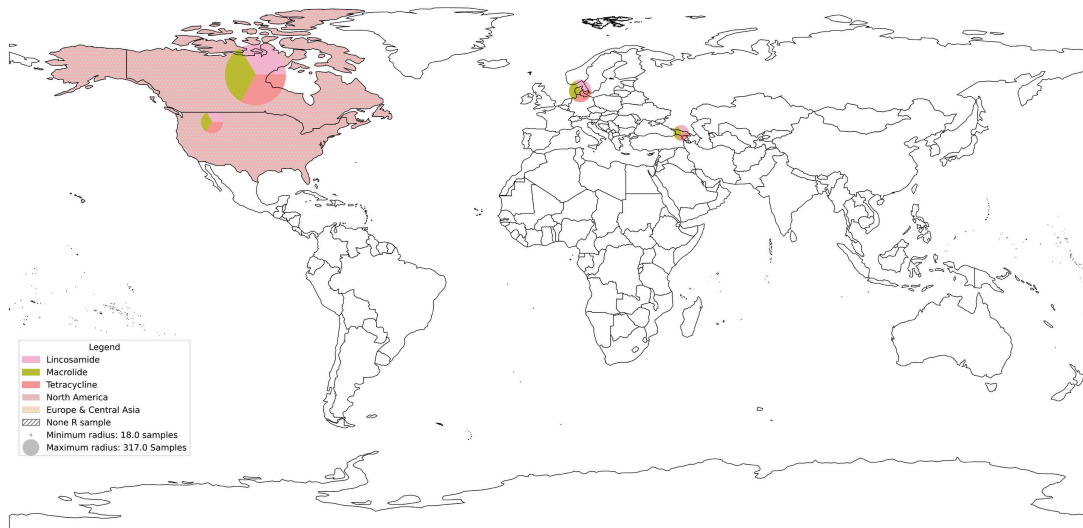 Legend
Lincosamide
Macrolide
Tetracycline
North America
Europe & Central Asia
None R sample
Minimum radius: 18.0 samples
Maximum radius: 317.0 Samples